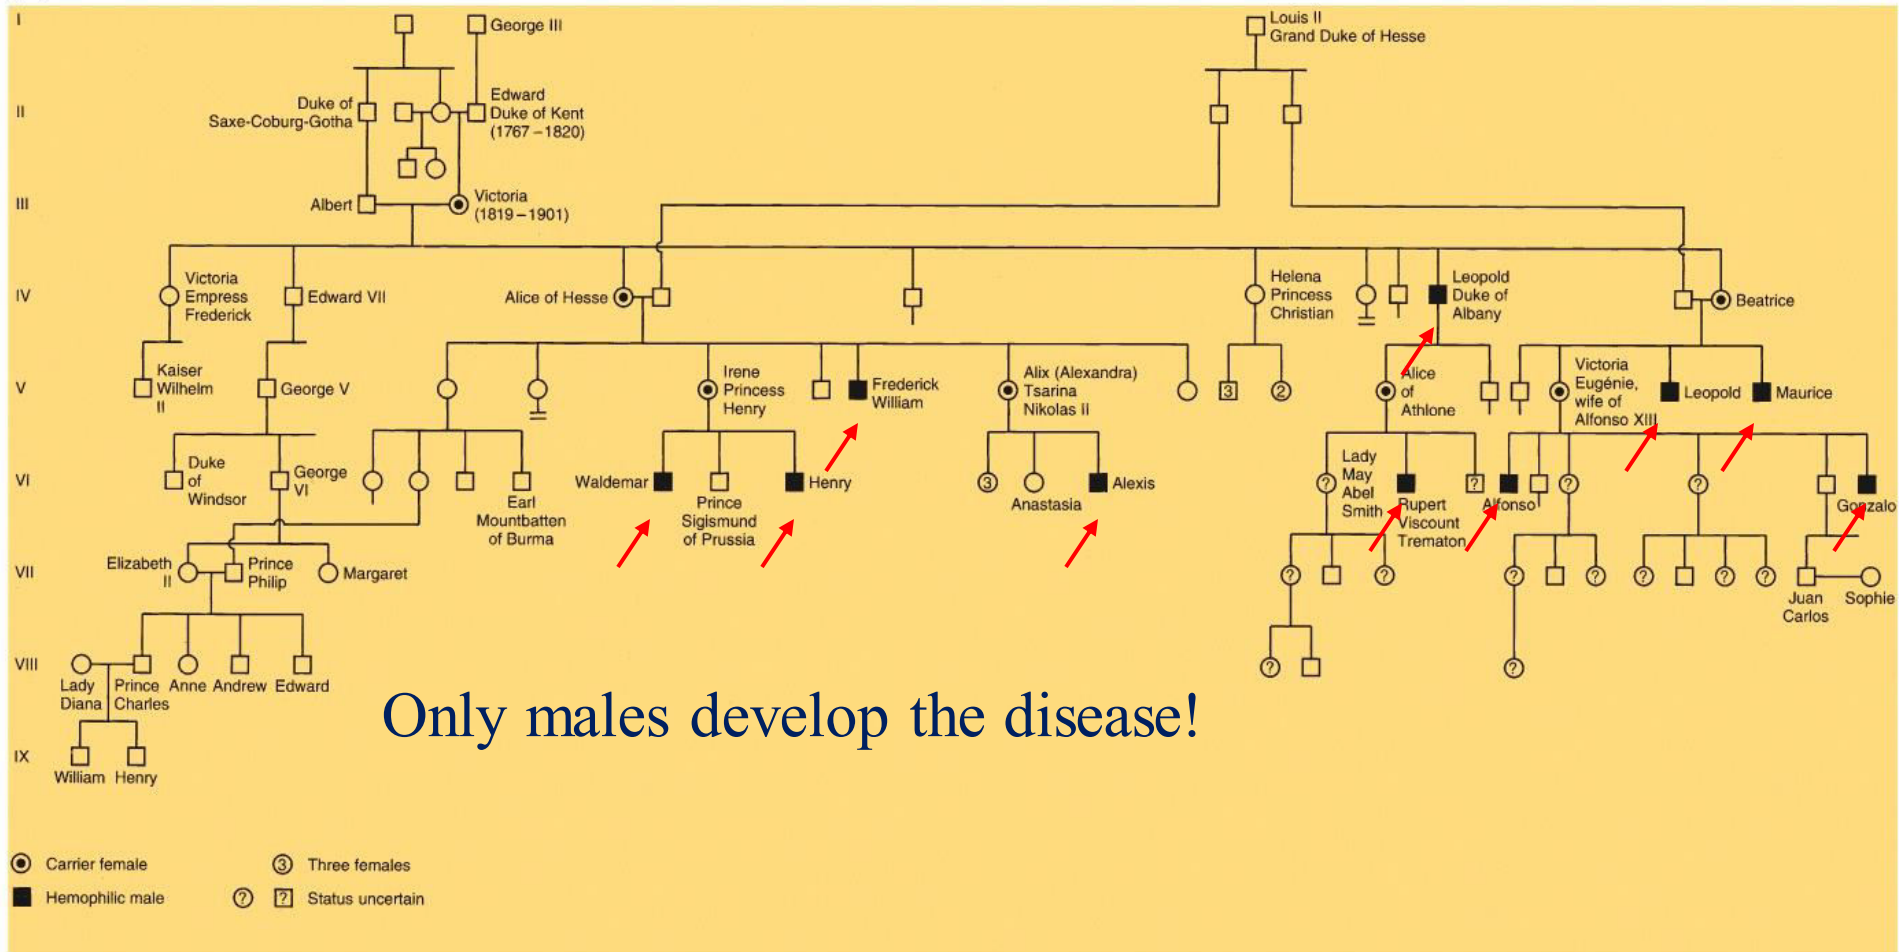 I
George III
Louis II
Grand Duke of Hesse
II
Duke of
Saxe-Coburg-Gotha
Edward
Duke of Kent
(1767–1820)
III
Albert
Victoria
(1819–1901)
IV
Victoria
Empress
Frederick
Edward VII
Alice of Hesse
Helena
Princess
Christian
Leopold
Duke of
Albany
Beatrice
V
Kaiser
Wilhelm
II
George V
Irene
Princess
Henry
Frederick
William
Alix (Alexandra)
Tsarina
Nikolas II
3
2
Alice
of
Athlone
Victoria
Eugénie,
wife of
Alfonso XIII
Leopold
Maurice
VI
Duke
of
Windsor
George
VI
Earl
Mountbatten
of Burma
Waldemar
Prince
Sigismund
of Prussia
Henry
3
Anastasia
Alexis
?
Lady
May
Abel
Smith
Rupert
Viscount
Trematon
?
Alfonso
?
?
Gonzalo
VII
Elizabeth
II
Prince
Philip
Margaret
?
?
?
?
?
?
?
Juan
Carlos
Sophie
VIII
Lady
Diana
Prince
Charles
Anne
Andrew
Edward
?
?
Only males develop the disease!
IX
William
Henry
Carrier female
3 Three females
Hemophilic male
? ? Status uncertain